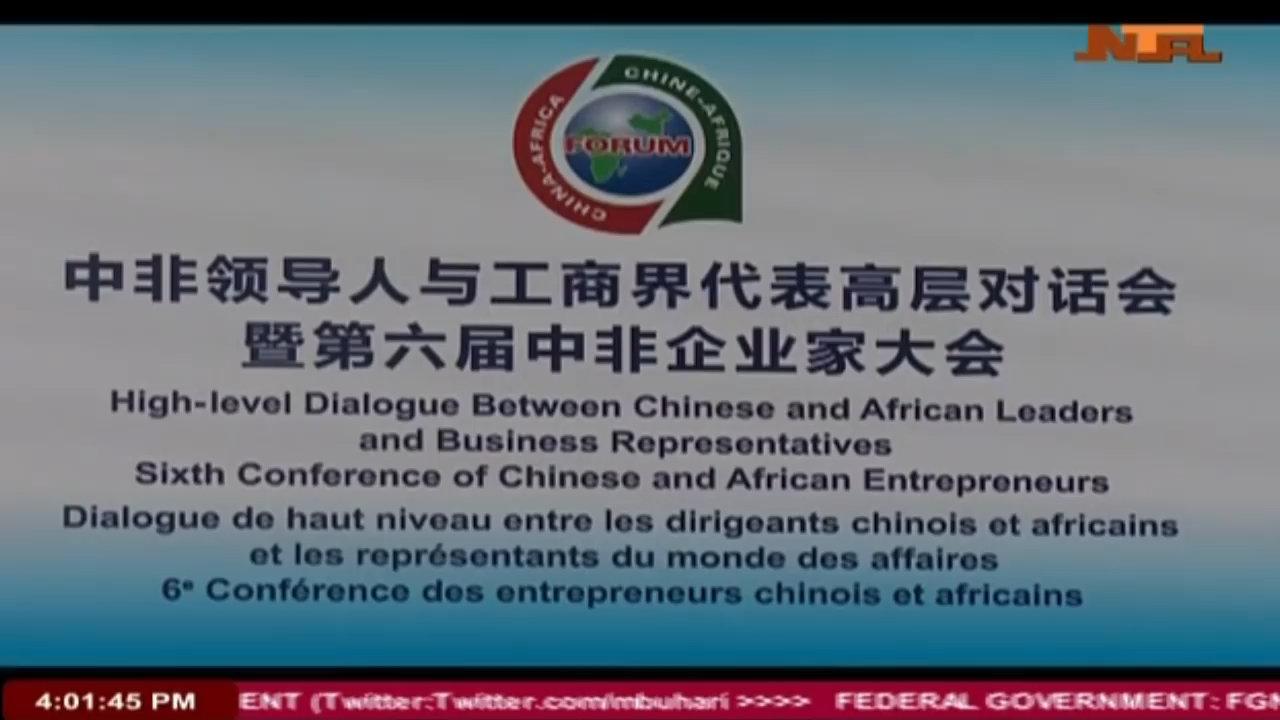 NTA
CHINE-AFRIQUE
CHINA-AFRICA
FORUM
中非领导人与工商界代表高层对话会
暨第六届中非企业家大会
High-level Dialogue Between Chinese and African Leaders
and Business Representatives
Sixth Conference of Chinese and African Entrepreneurs
Dialogue de haut niveau entre les dirigeants chinois et africains
et les représentants du monde des affaires
6e Conférence des entrepreneurs chinois et africains
4:01:45 PM ENT (Twitter:Twitter.com/mbuhari >>>> FEDERAL GOVERNMENT: FG